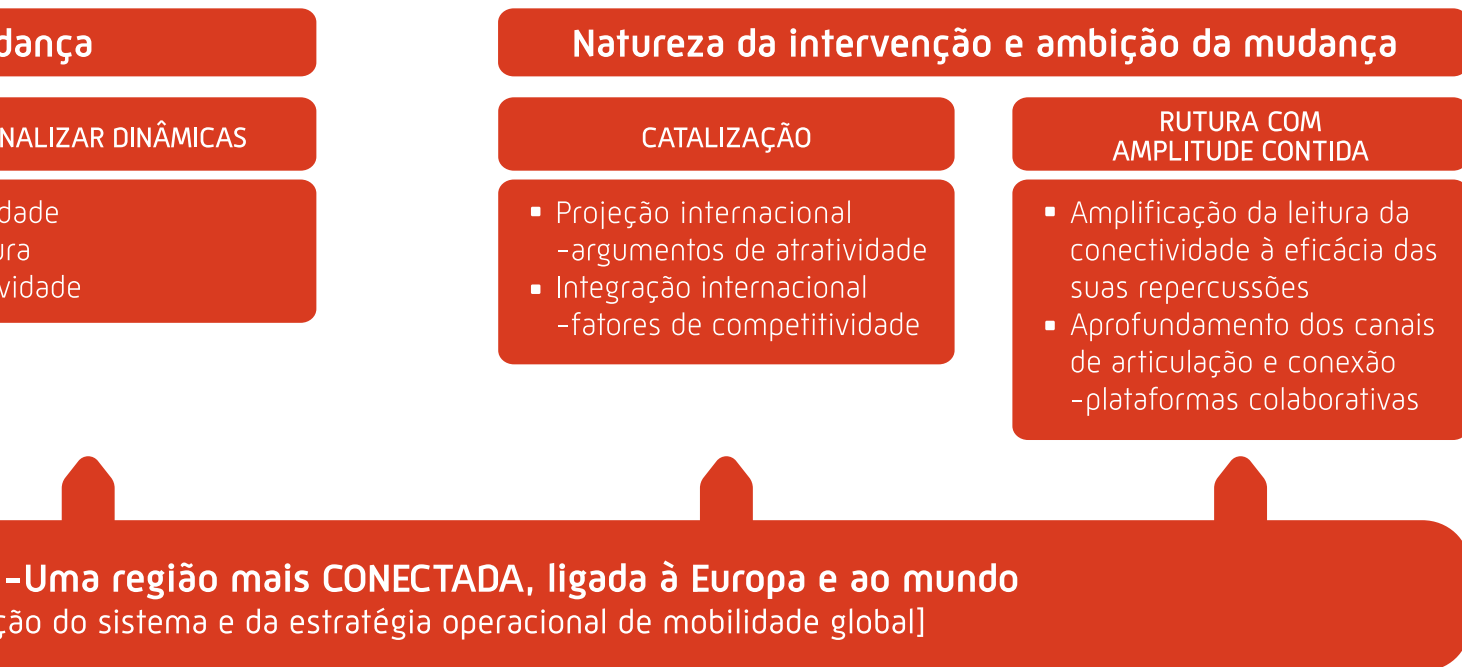 dança
NALIZAR DINÂMICAS
dade
ura
vidade
Natureza da intervenção e ambição da mudança
CATALIZAÇÃO
▪ Projeção internacional
-argumentos de atratividade
▪ Integração internacional
-fatores de competitividade
RUTURA COM
AMPLITUDE CONTIDA
▪ Amplificação da leitura da
conectividade à eficácia das
suas repercussões
▪ Aprofundamento dos canais
de articulação e conexão
-plataformas colaborativas
-Uma região mais CONECTADA, ligada à Europa e ao mundo
ção do sistema e da estratégia operacional de mobilidade global]